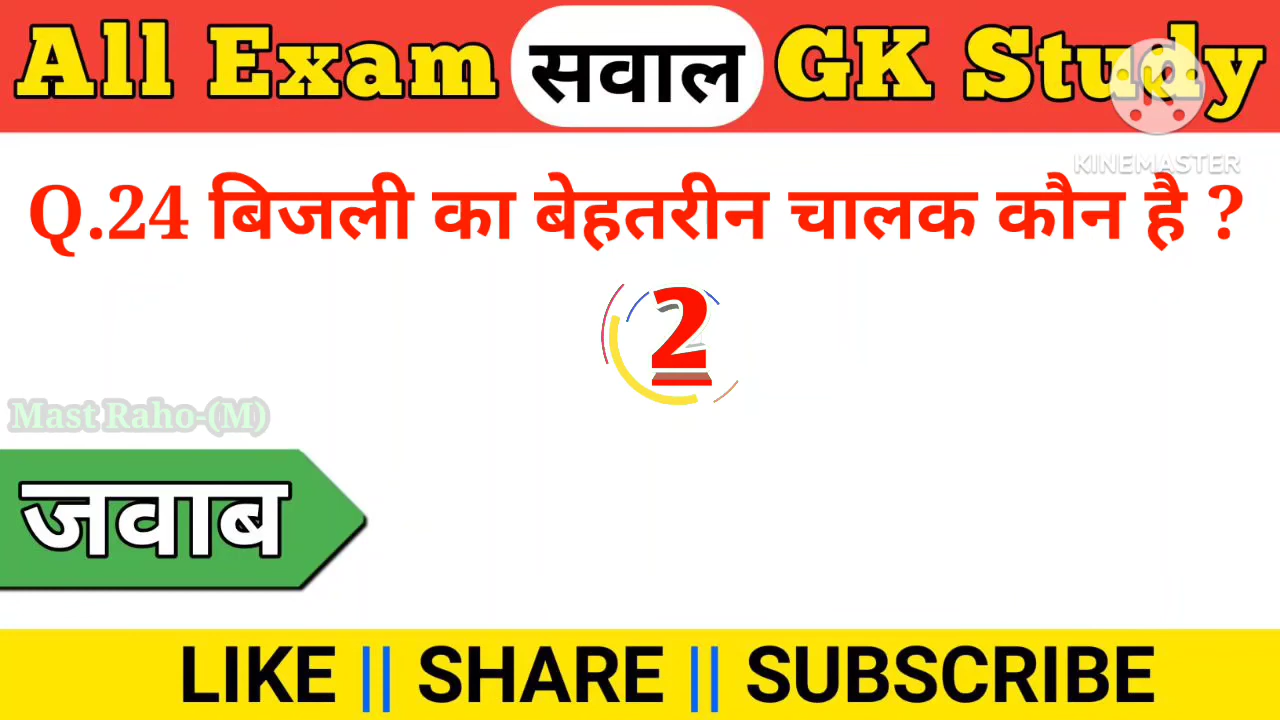 All Exam सवाल GK Study
KINEMASTER
Q.24 बिजली का बेहतरीन चालक कौन है ?
2
Mast Raho-(M)
जवाब
LIKE || SHARE || SUBSCRIBE